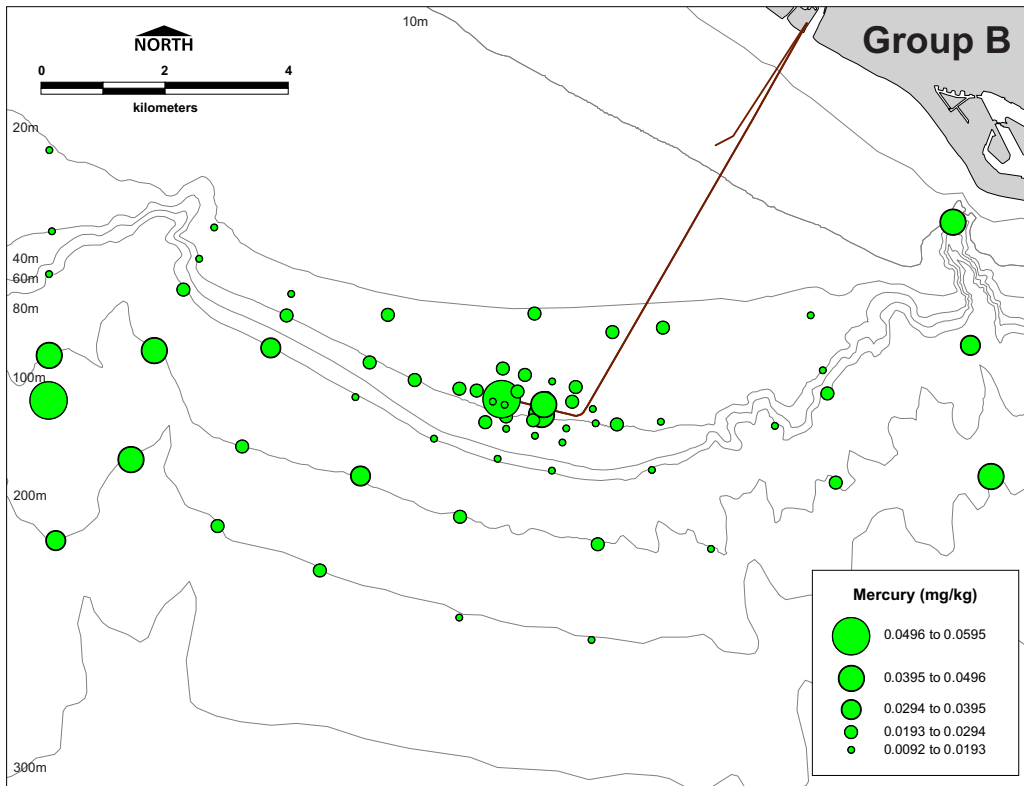 10m
Group B
NORTH
0 2 4
kilometers
20m
40m
60m
80m
100m
200m
300m
Mercury (mg/kg)
0.0496 to 0.0595
0.0395 to 0.0496
0.0294 to 0.0395
0.0193 to 0.0294
0.0092 to 0.0193